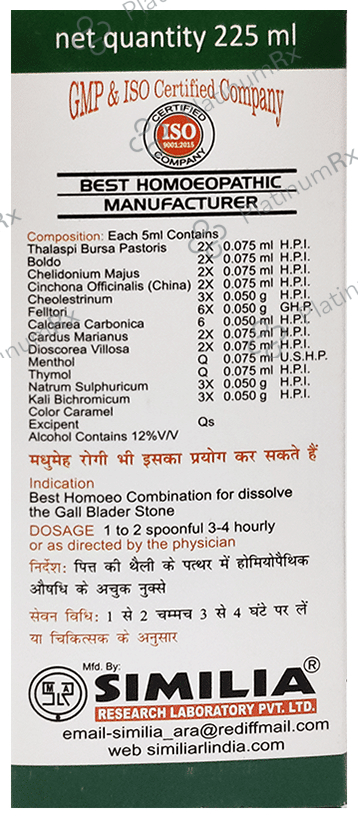 net quantity 225 ml
GMP & ISO Certified Company
CERTIFIED
ISO
9001:2015
COMPANY
BEST HOMOEOPATHIC
MANUFACTURER
Composition: Each 5ml Contains
Thalaspi Bursa Pastoris 2X 0.075 ml H.P.I.
Boldo 2X 0.075 ml H.P.I.
Chelidonium Majus 2X 0.075 ml H.P.I.
Cinchona Officinalis (China) 2X 0.075 ml H.P.I.
Cheolestrinum 3X 0.050 g H.P.I.
Felltori 6X 0.050 g GH.P.
Calcarea Carbonica 6 0.050 ml H.P.I.
Cardus Marianus 2X 0.075 ml H.P.I.
Dioscorea Villosa 2X 0.075 ml H.P.I.
Menthol Q 0.075 ml U.S.H.P.
Thymol Q 0.075 ml H.P.I.
Natrum Sulphuricum 3X 0.050 g H.P.I.
Kali Bichromicum 3X 0.050 g H.P.I.
Color Caramel
Excipent Qs
Alcohol Contains 12%V/V
मधुमेह रोगी भी इसका प्रयोग कर सकते हैं
Indication
Best Homoeo Combination for dissolve
the Gall Blader Stone
DOSAGE 1 to 2 spoonful 3-4 hourly
or as directed by the physician
निर्देश: पित्त की थैली के पत्थर में होमियोपैथिक
औषधि के अचुक नुक्से
सेवन विधि: 1 से 2 चम्मच 3 से 4 घंटे पर लें
या चिकित्सक के अनुसार
Mfd. By:
SIMILIA®
RESEARCH LABORATORY PVT. LTD.
email-similia_ara@rediffmail.com
web similiarlindia.com
PlatinumRx